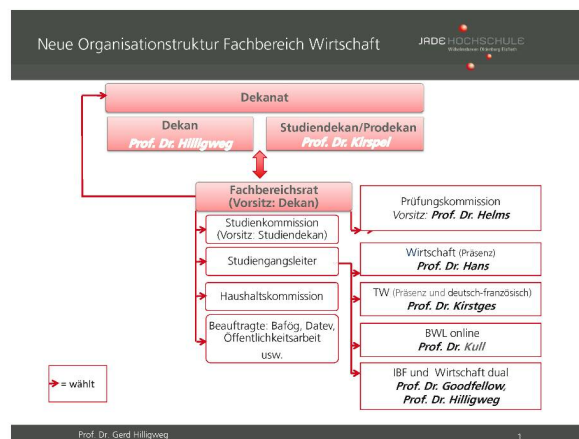 Neue Organisationstruktur Fachbereich Wirtschaft
JADE HOCHSCHULE
Wilhelmshaven Oldenburg Elsfleth
Dekanat
Dekan
Prof. Dr. Hilligweg
Studiendekan/Prodekan
Prof. Dr. Kirspel
Fachbereichsrat
(Vorsitz: Dekan)
Studienkommission
(Vorsitz: Studiendekan)
Studiengangsleiter
Haushaltskommission
Beauftragte: Bafög, Datev,
Öffentlichkeitsarbeit
usw.
Prüfungskommission
Vorsitz: Prof. Dr. Helms
Wirtschaft (Präsenz)
Prof. Dr. Hans
TW (Präsenz und deutsch-französisch)
Prof. Dr. Kirstges
BWL online
Prof. Dr. Kull
IBF und Wirtschaft dual
Prof. Dr. Goodfellow,
Prof. Dr. Hilligweg
= wählt
Prof. Dr. Gerd Hilligweg
1